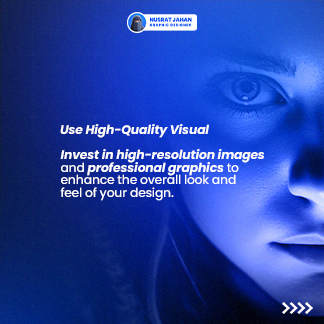 NUSRAT JAHAN
GRAPHIC DESIGNER
Use High-Quality Visual
Invest in high-resolution images
and professional graphics to
enhance the overall look and
feel of your design.